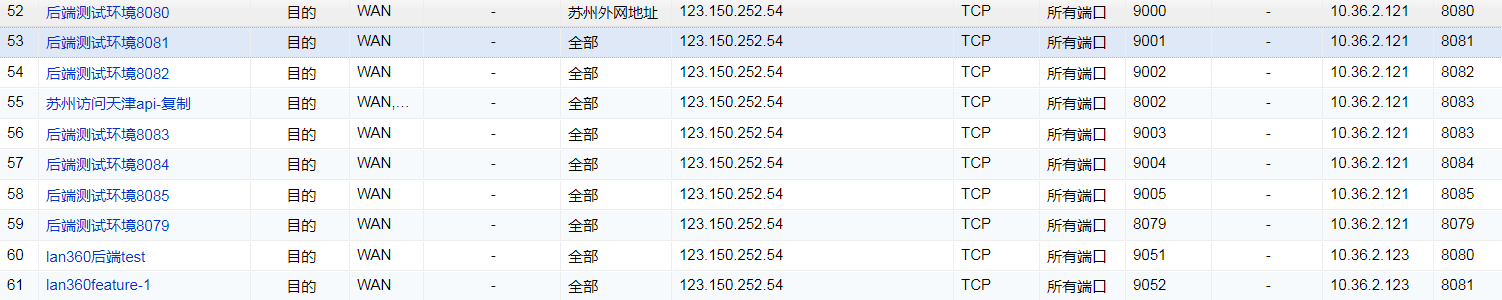 52 后端测试环境8080 目的 WAN - 苏州外网地址 123.150.252.54 TCP 所有端口 9000 10.36.2.121 8080
53 后端测试环境8081 目的 WAN - 全部 123.150.252.54 TCP 所有端口 9001 - 10.36.2.121 8081
54 后端测试环境8082 目的 WAN - 全部 123.150.252.54 TCP 所有端口 9002 - 10.36.2.121 8082
55 苏州访问天津api-复制 目的 WAN,... - 全部 123.150.252.54 TCP 所有端口 8002 - 10.36.2.121 8083
56 后端测试环境8083 目的 WAN - 全部 123.150.252.54 TCP 所有端口 9003 - 10.36.2.121 8083
57 后端测试环境8084 目的 WAN - 全部 123.150.252.54 TCP 所有端口 9004 - 10.36.2.121 8084
58 后端测试环境8085 目的 WAN - 全部 123.150.252.54 TCP 所有端口 9005 - 10.36.2.121 8085
59 后端测试环境8079 目的 WAN - 全部 123.150.252.54 TCP 所有端口 8079 - 10.36.2.121 8079
60 lan360后端test 目的 WAN - 全部 123.150.252.54 TCP 所有端口 9051 - 10.36.2.123 8080
61 lan360feature-1 目的 WAN - 全部 123.150.252.54 TCP 所有端口 9052 - 10.36.2.123 8081